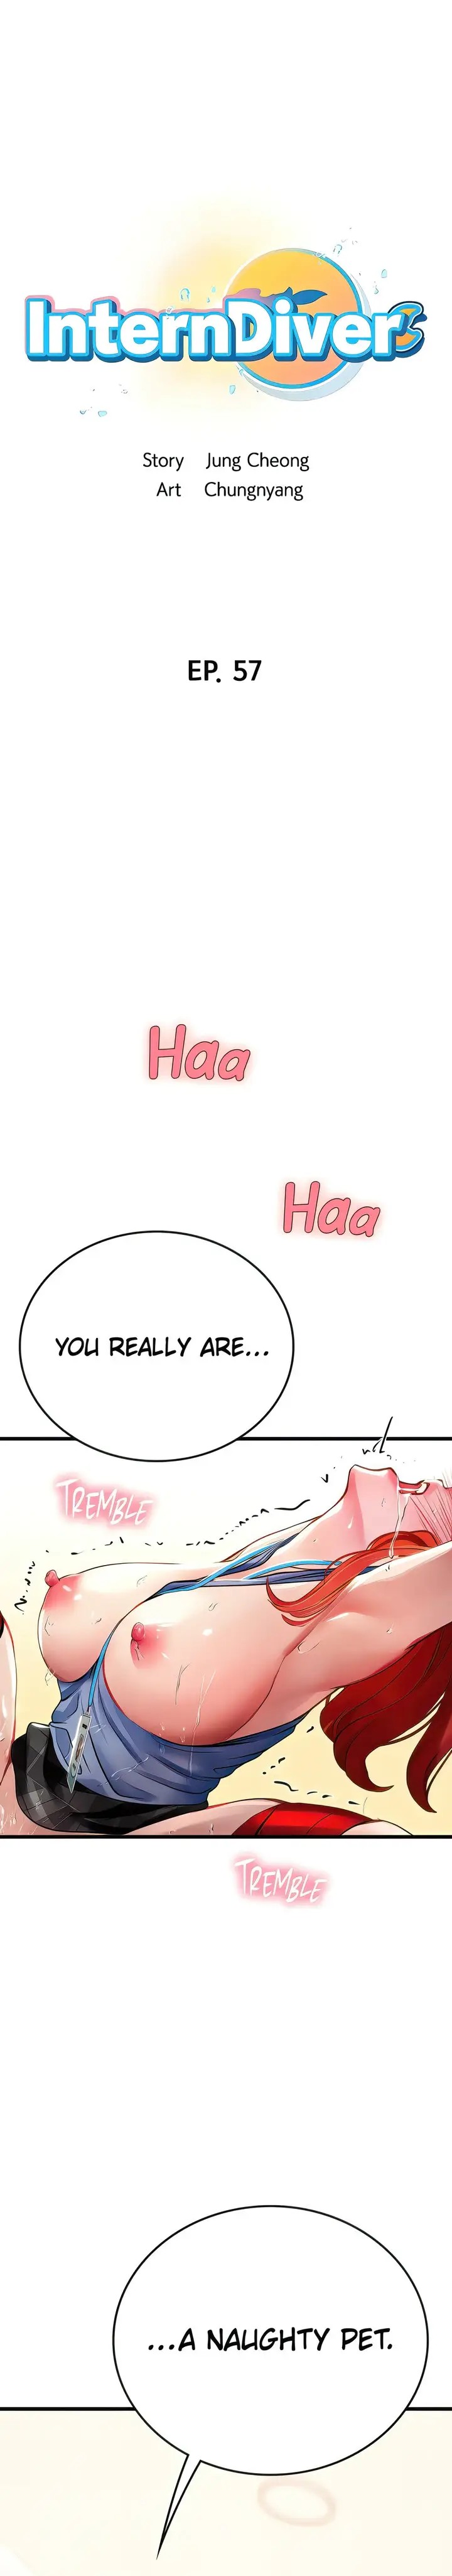 InternDiver
Story Jung Cheong
Art Chungnyang
EP. 57
Haa
Haa
YOU REALLY ARE...
TREMBLE
TREMBLE
...A NAUGHTY PET.